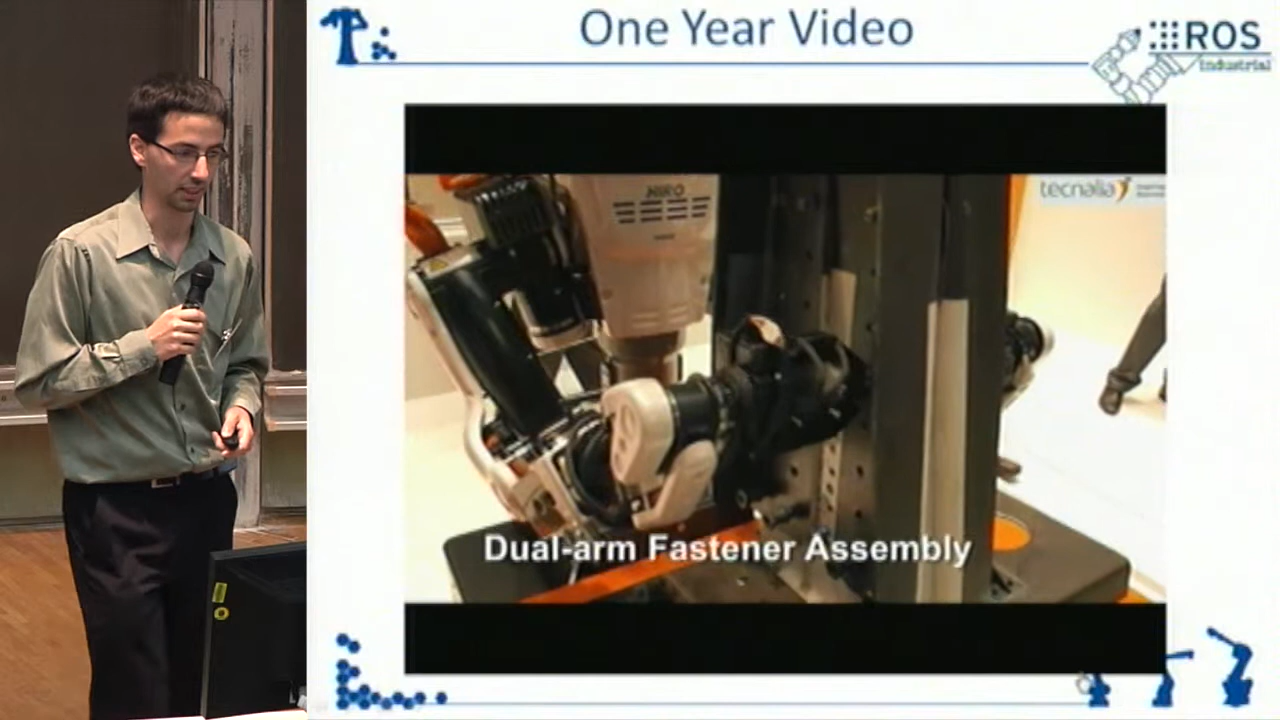 One Year Video
ROS
Industrial
HIRO
tecnalia
Dual-arm Fastener Assembly